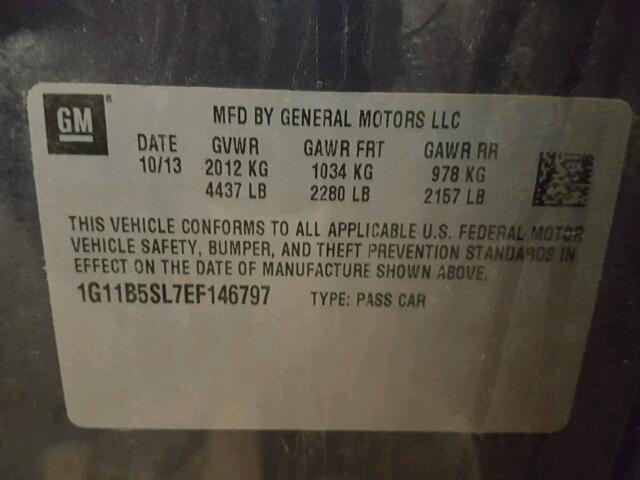 GM®
MFD BY GENERAL MOTORS LLC
DATE GVWR GAWR FRT GAWR RR
10/13 2012 KG 1034 KG 978 KG
4437 LB 2280 LB 2157 LB
THIS VEHICLE CONFORMS TO ALL APPLICABLE U.S. FEDERAL MOTOR
VEHICLE SAFETY, BUMPER, AND THEFT PREVENTION STANDARDS IN
EFFECT ON THE DATE OF MANUFACTURE SHOWN ABOVE.
1G11B5SL7EF146797 TYPE: PASS CAR